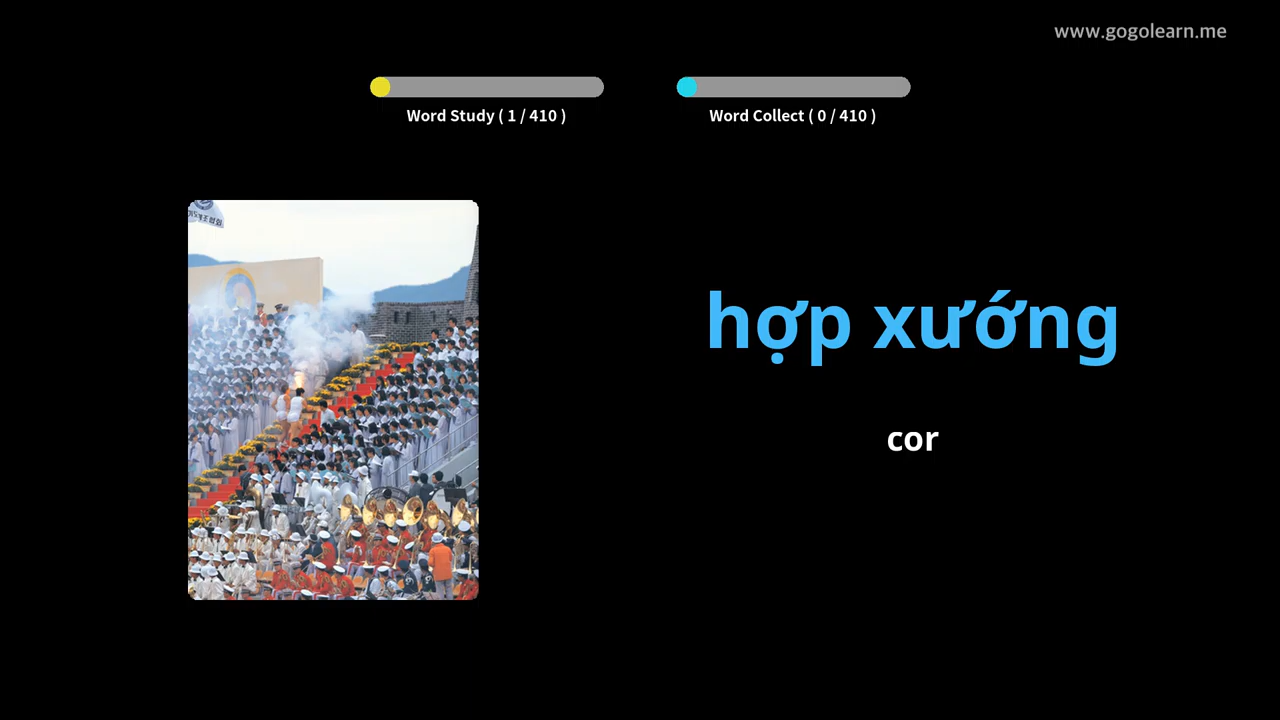 www.gogolearn.me
Word Study ( 1 / 410 )
Word Collect ( 0 / 410 )
hợp xướng
cor